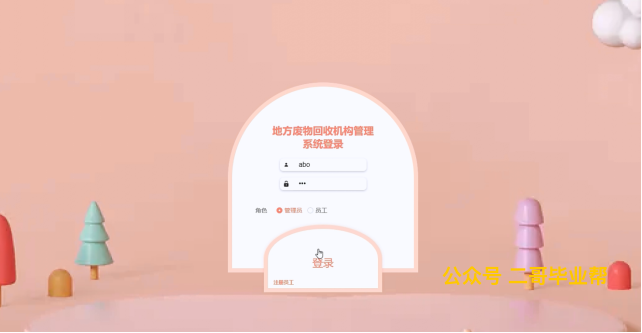 地方废物回收机构管理
系统登录
abo
•••
角色 管理员 员工
登录
注册员工
公众号 二哥毕业帮